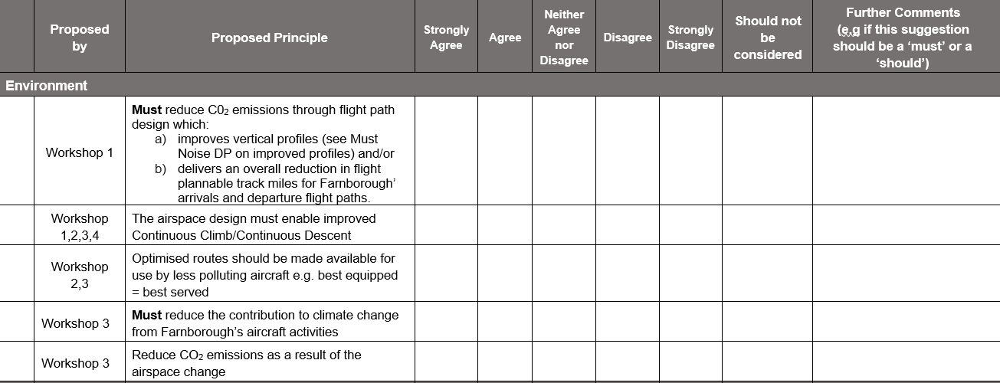 Proposed
by
Proposed Principle
Strongly
Agree
Agree
Neither
Agree
nor
Disagree
Disagree
Strongly
Disagree
Should not
be
considered
Further Comments
(e.g if this suggestion
should be a ‘must’ or a
‘should’)
Environment
Workshop 1
Must reduce C0₂ emissions through flight path
design which:
a) improves vertical profiles (see Must
Noise DP on improved profiles) and/or
b) delivers an overall reduction in flight
plannable track miles for Farnborough’
arrivals and departure flight paths.
Workshop
1,2,3,4
The airspace design must enable improved
Continuous Climb/Continuous Descent
Workshop
2,3
Optimised routes should be made available for
use by less polluting aircraft e.g. best equipped
= best served
Workshop 3
Must reduce the contribution to climate change
from Farnborough’s aircraft activities
Workshop 3
Reduce CO₂ emissions as a result of the
airspace change